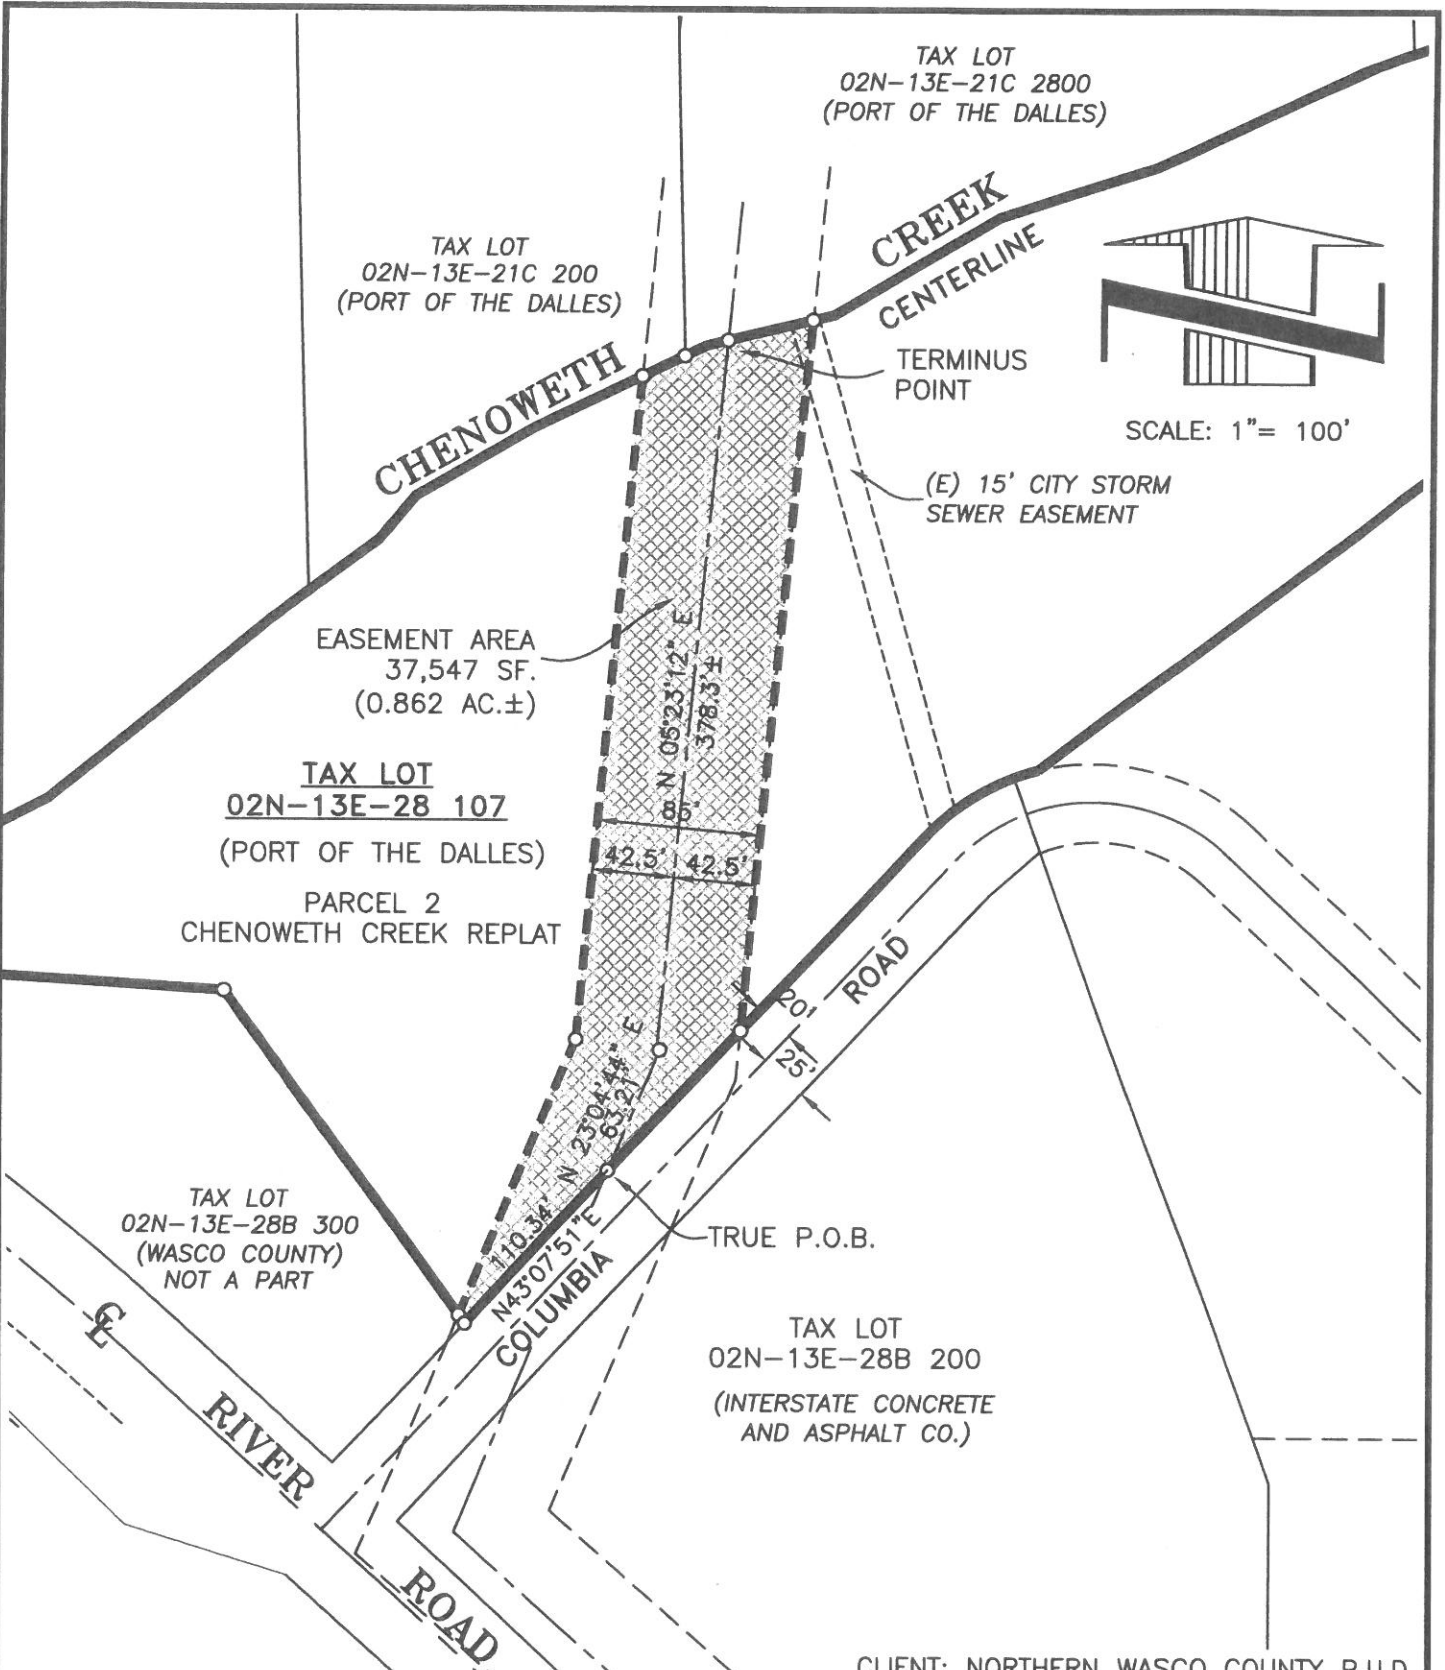 TAX LOT
02N-13E-21C 2800
(PORT OF THE DALLES)
TAX LOT
02N-13E-21C 200
(PORT OF THE DALLES)
CHENOWETH CREEK
CENTERLINE
TERMINUS
POINT
SCALE: 1"= 100'
(E) 15' CITY STORM
SEWER EASEMENT
EASEMENT AREA
37,547 SF.
(0.862 AC.±)
N 05°23'12" E
378.3'±
TAX LOT
02N-13E-28 107
(PORT OF THE DALLES)
PARCEL 2
CHENOWETH CREEK REPLAT
85'
42.5'
42.5'
20'
25'
N 23°04'44" E
63.21'
110.34'
N43°07'51"E
COLUMBIA ROAD
TRUE P.O.B.
TAX LOT
02N-13E-28B 300
(WASCO COUNTY)
NOT A PART
CL
RIVER ROAD
TAX LOT
02N-13E-28B 200
(INTERSTATE CONCRETE
AND ASPHALT CO.)
CLIENT: NORTHERN WASCO COUNTY P.U.D.